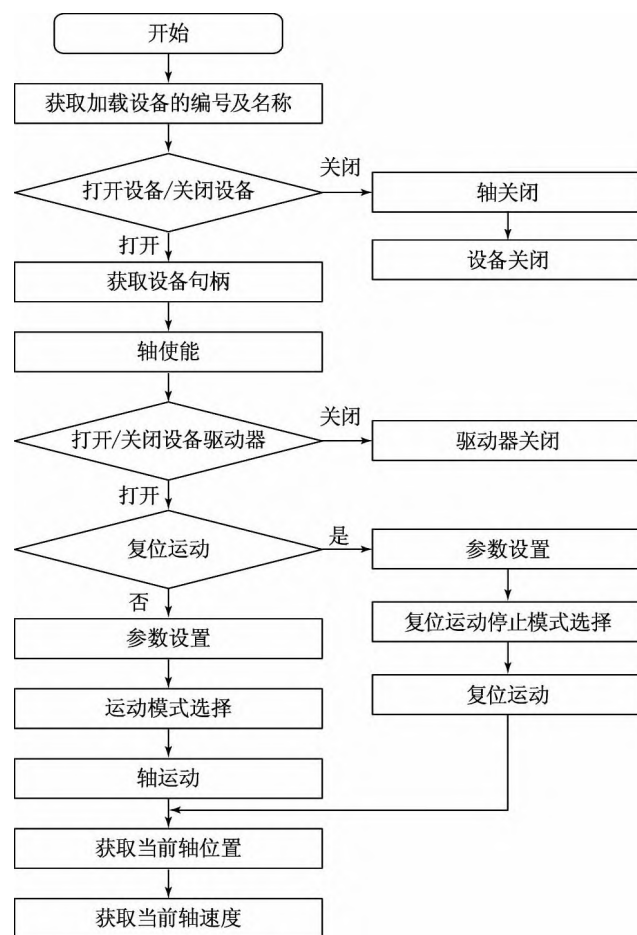 开始
获取加载设备的编号及名称
打开设备/关闭设备
关闭
轴关闭
设备关闭
打开
获取设备句柄
轴使能
打开/关闭设备驱动器
关闭
驱动器关闭
打开
复位运动
是
参数设置
复位运动停止模式选择
复位运动
否
参数设置
运动模式选择
轴运动
获取当前轴位置
获取当前轴速度